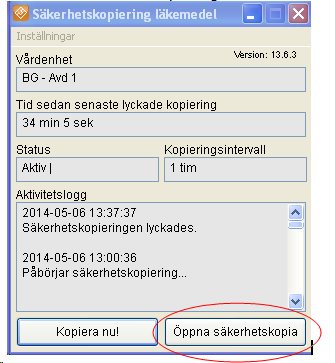 Säkerhetskopiering läkemedel
Inställningar
Version: 13.6.3
Vårdenhet
BG - Avd 1
Tid sedan senaste lyckade kopiering
34 min 5 sek
Status Kopieringsintervall
Aktiv | 1 tim
Aktivitetslogg
2014-05-06 13:37:37
Säkerhetskopieringen lyckades.
2014-05-06 13:00:36
Påbörjar säkerhetskopiering...
Kopiera nu! Öppna säkerhetskopia